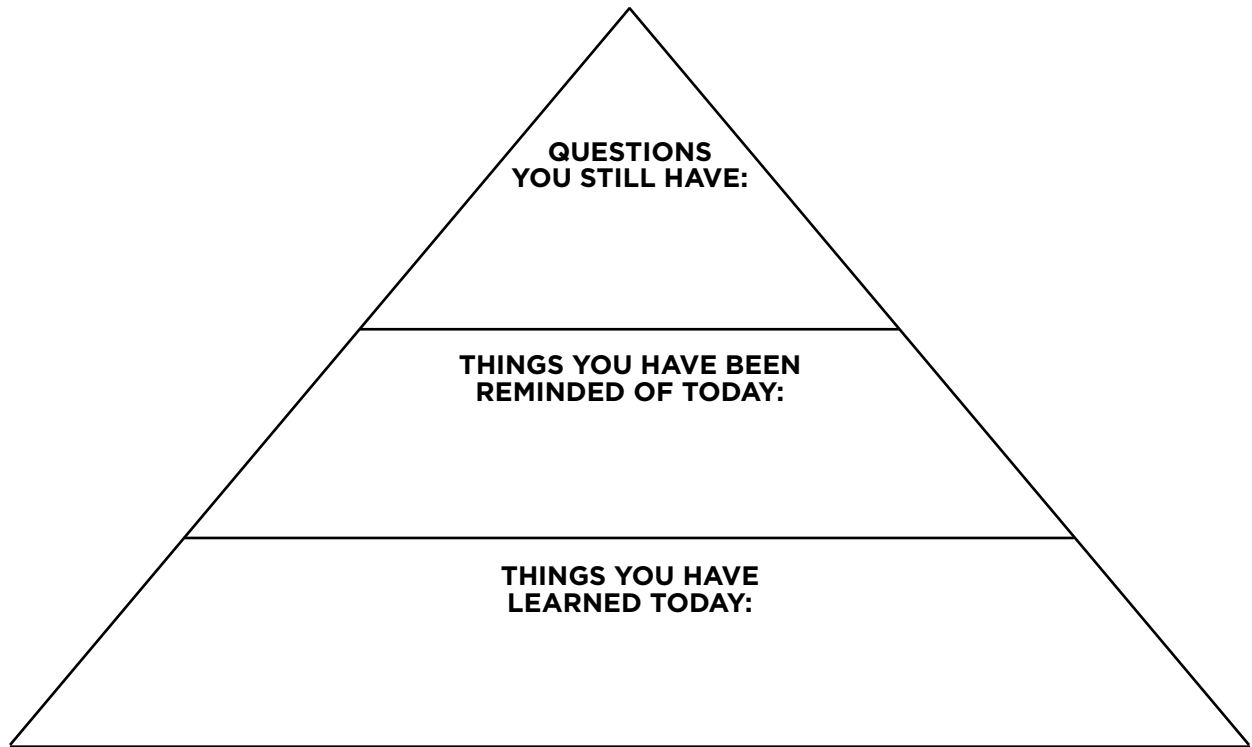 QUESTIONS
YOU STILL HAVE:
THINGS YOU HAVE BEEN
REMINDED OF TODAY:
THINGS YOU HAVE
LEARNED TODAY: